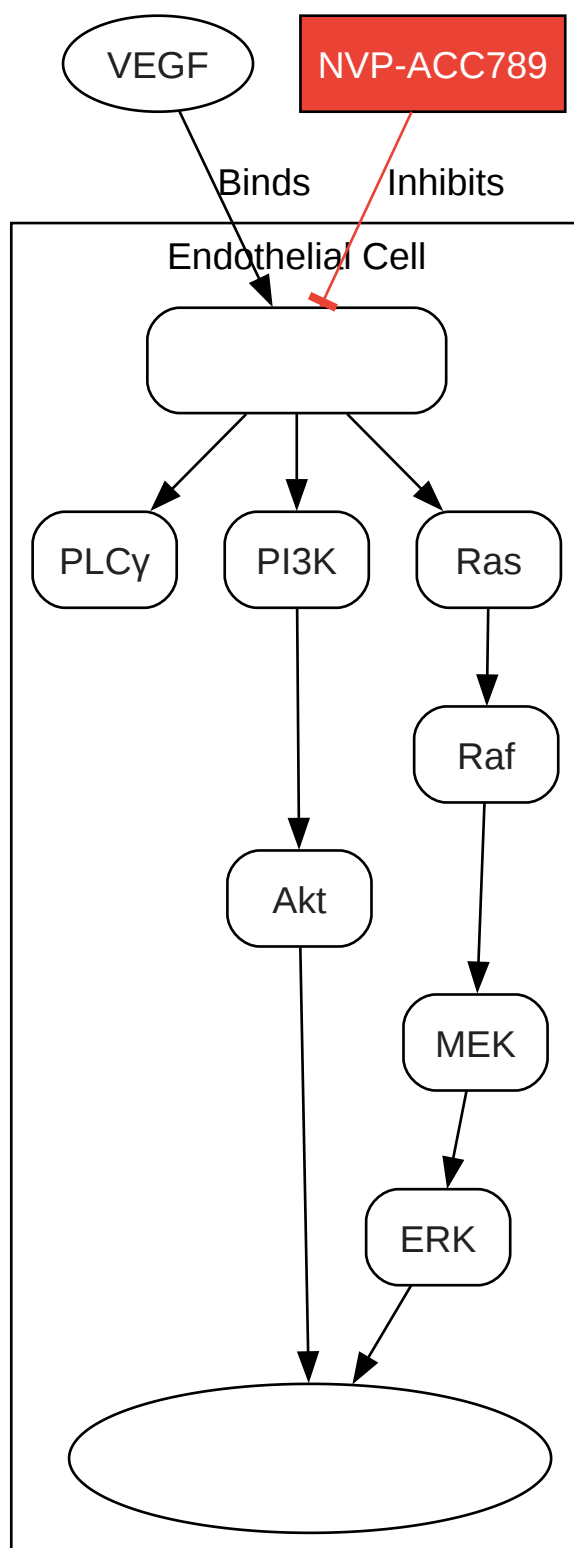 VEGF
NVP-ACC789
Binds
Inhibits
Endothelial Cell
PLCγ
PI3K
Ras
Raf
Akt
MEK
ERK